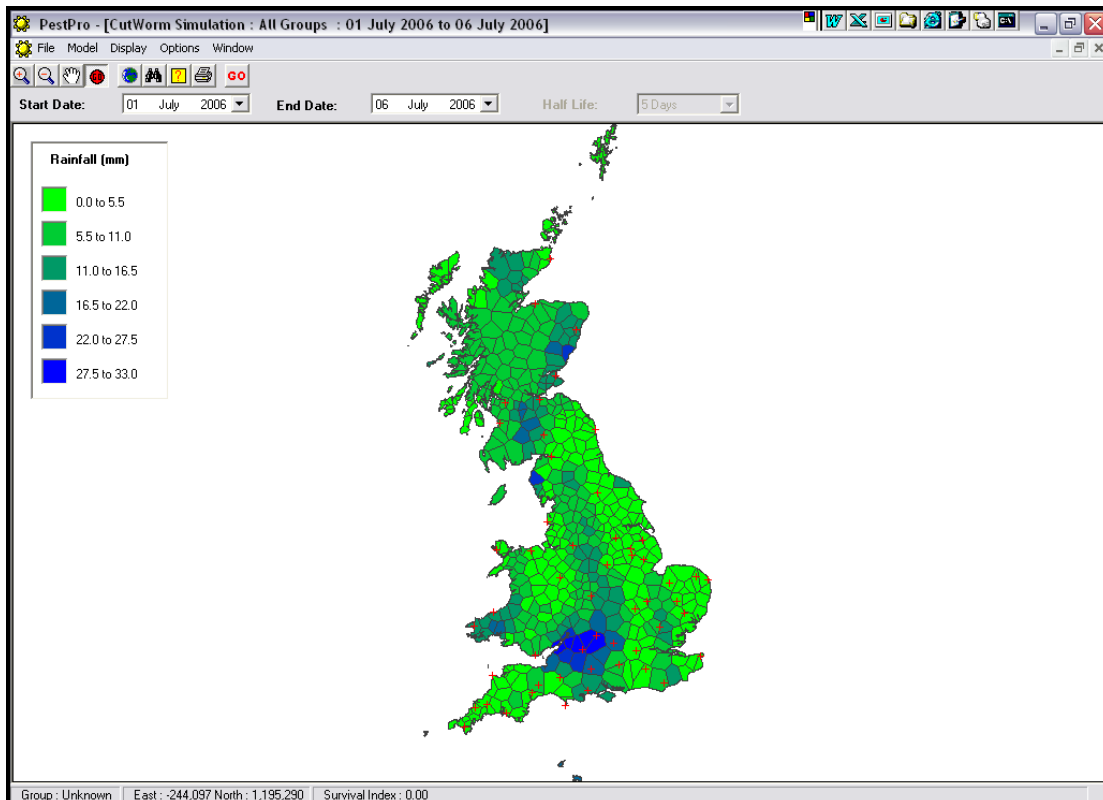 PestPro - [CutWorm Simulation : All Groups : 01 July 2006 to 06 July 2006]
File Model Display Options Window
GO
Start Date: 01 July 2006 End Date: 06 July 2006 Half Life: 5 Days
Rainfall (mm)
0.0 to 5.5
5.5 to 11.0
11.0 to 16.5
16.5 to 22.0
22.0 to 27.5
27.5 to 33.0
Group : Unknown East : -244,097 North : 1,195,290 Survival Index : 0.00